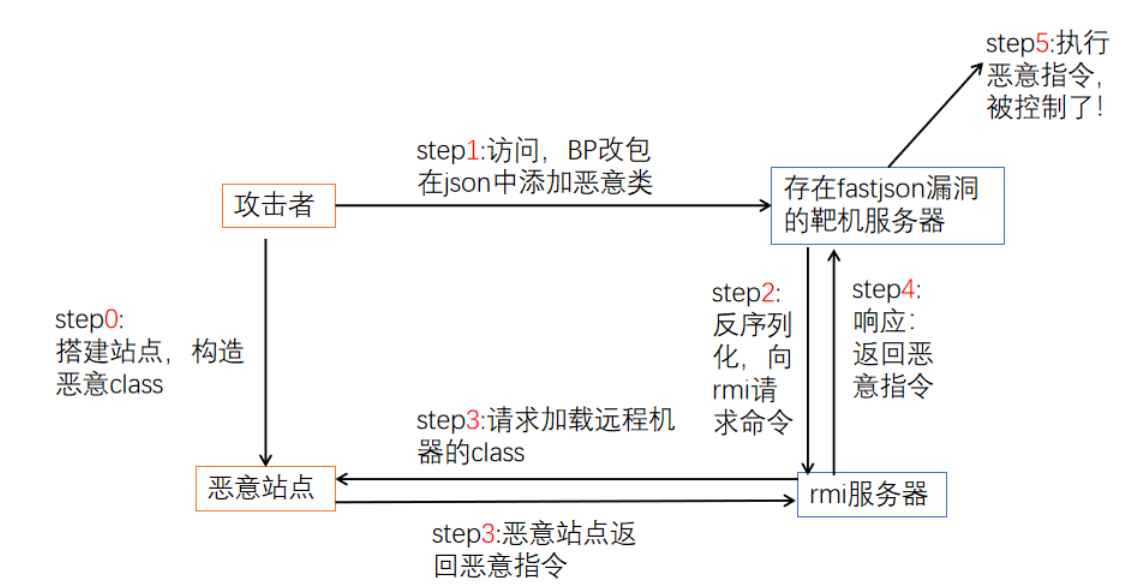 step5:执行
恶意指令，
被控制了！
step1:访问，BP改包
在json中添加恶意类
攻击者
存在fastjson漏洞
的靶机服务器
step0:
搭建站点，构造
恶意class
step2:
反序列
化，向
rmi请
求命令
step4:
响应：
返回恶
意指令
step3:请求加载远程机
器的class
恶意站点
rmi服务器
step3:恶意站点返
回恶意指令